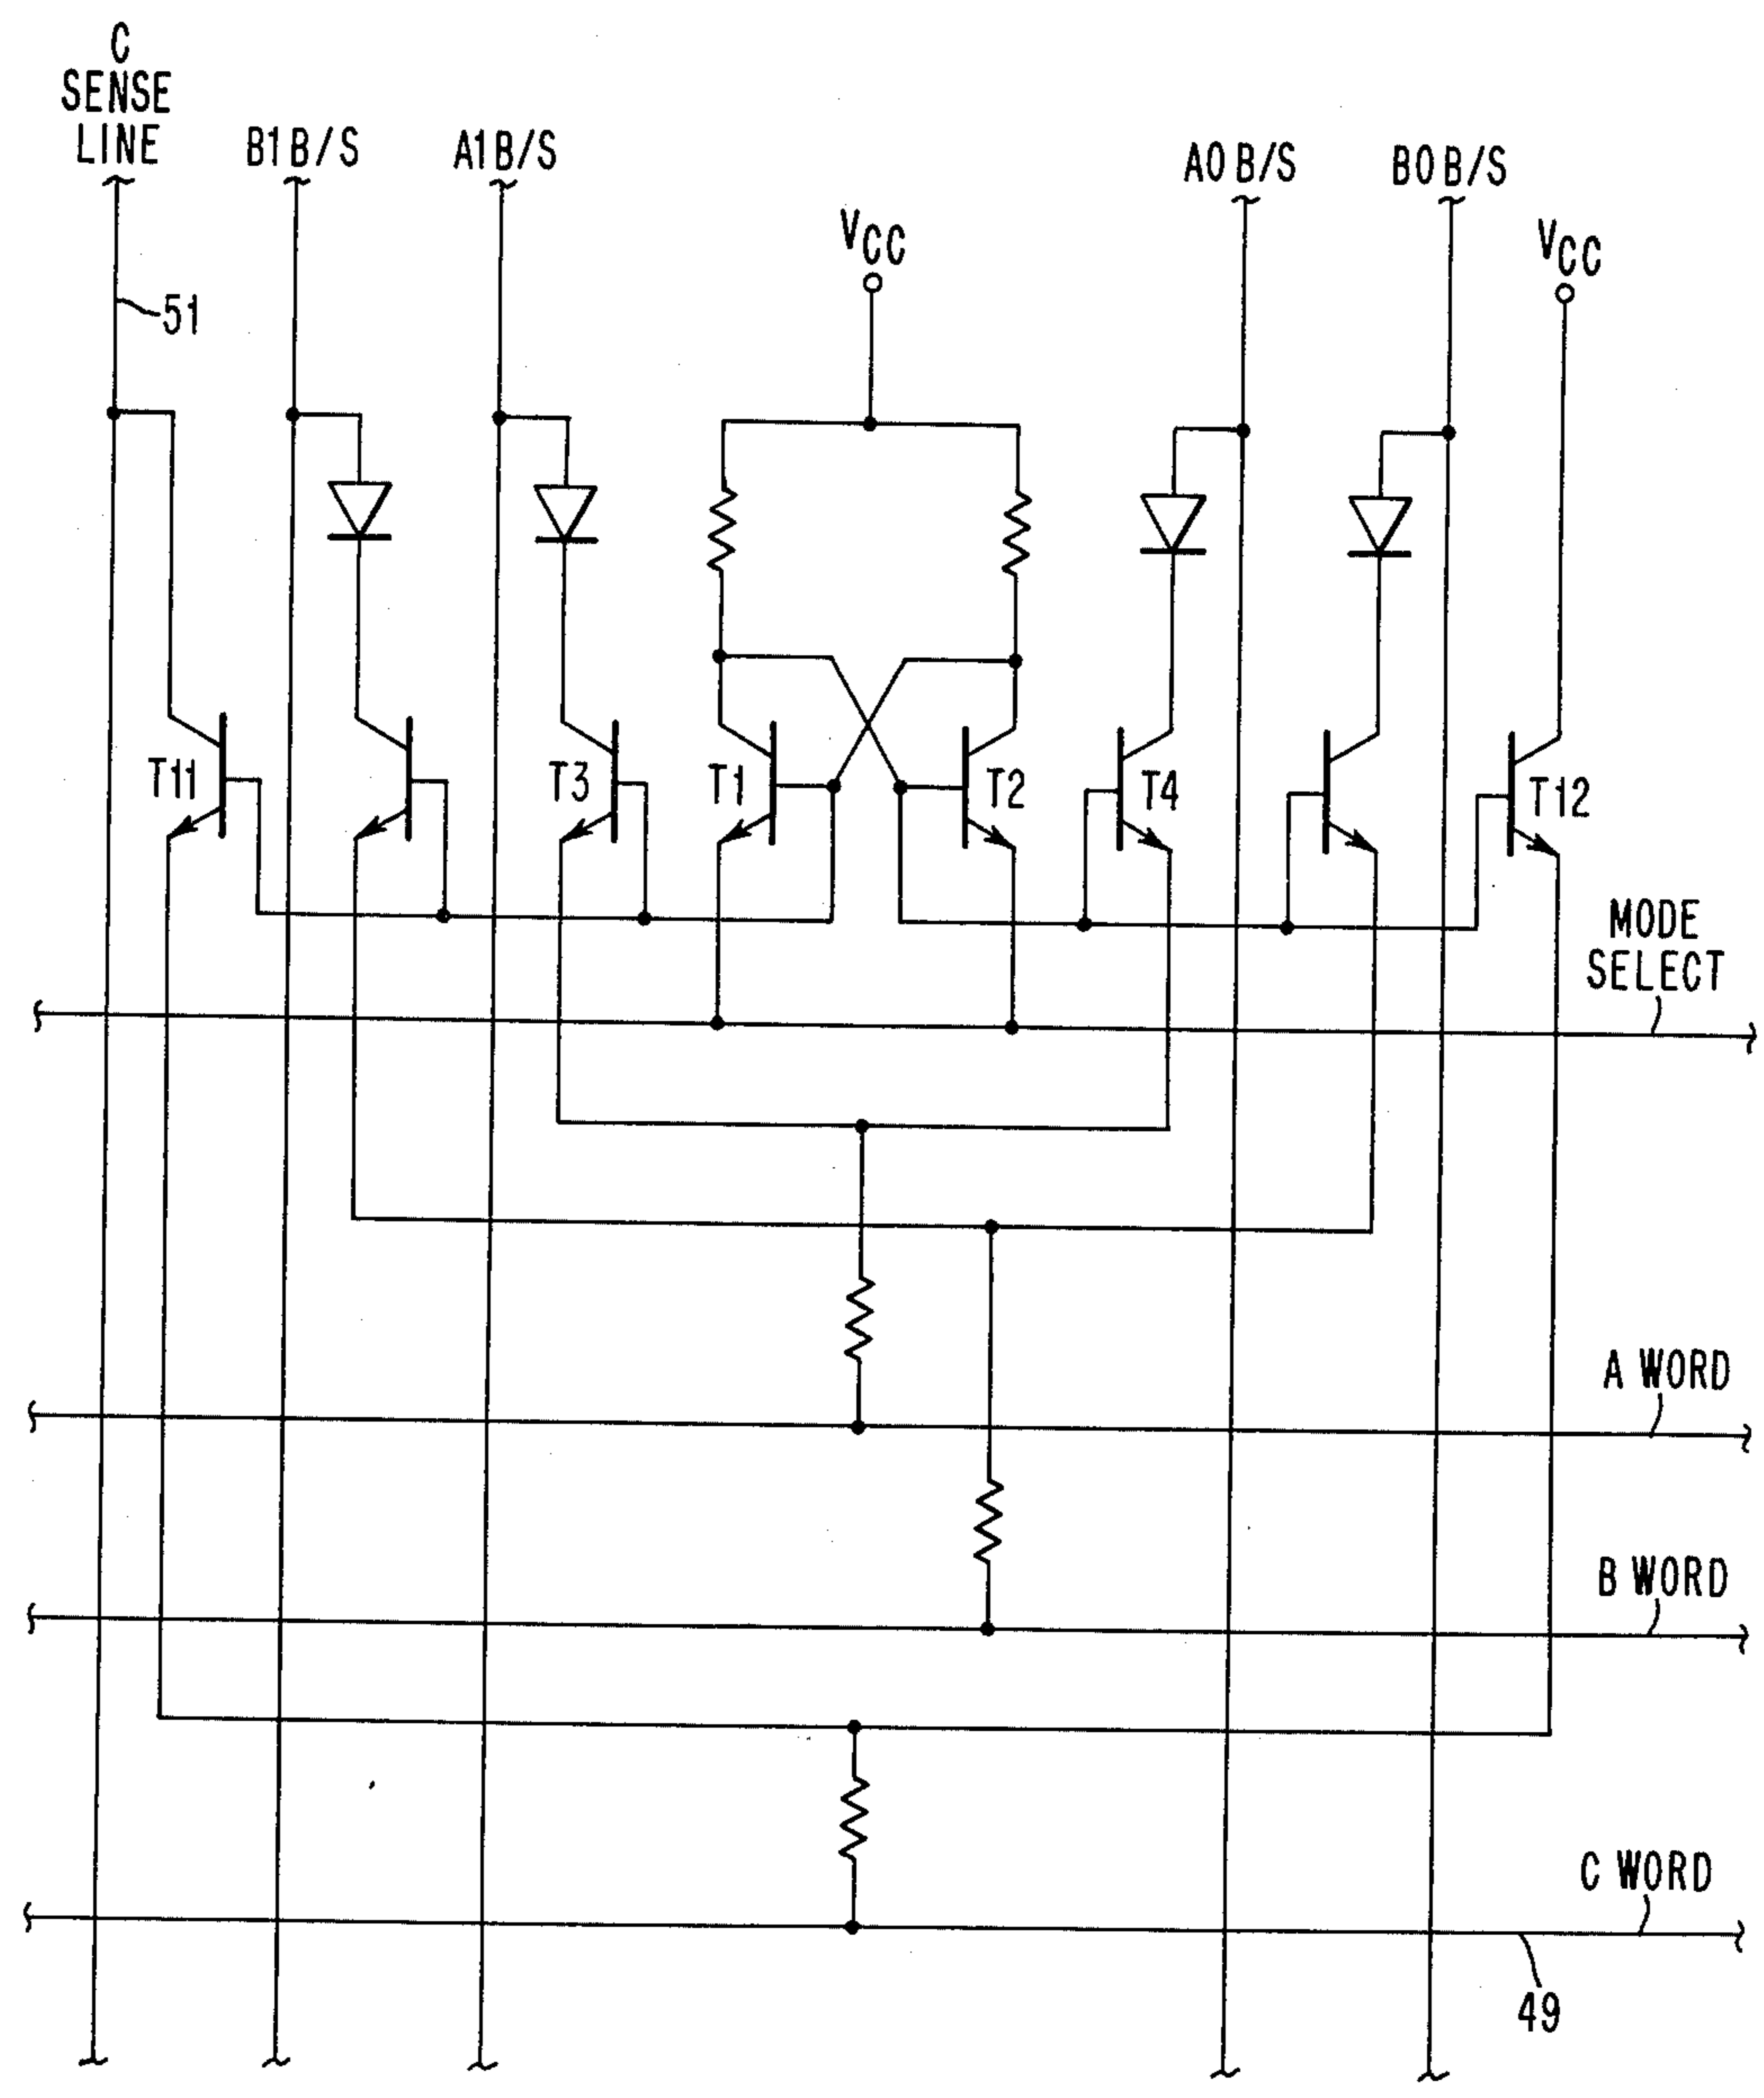 C
SENSE
LINE
B1 B/S
A1 B/S
A0 B/S
B0 B/S
VCC
VCC
51
T11
T3
T1
T2
T4
T12
MODE
SELECT
A WORD
B WORD
C WORD
49